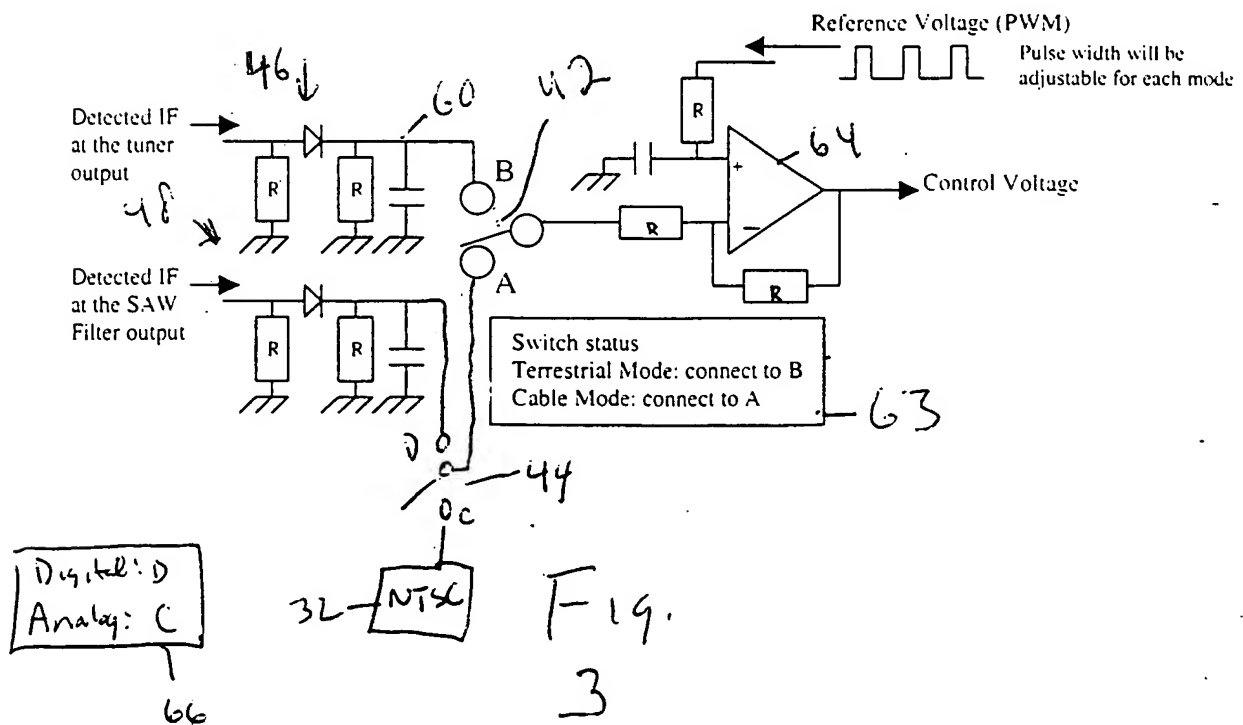 Reference Voltage (PWM)
Pulse width will be
adjustable for each mode
46
60
42
Detected IF
at the tuner
output
R
R
R
B
+
64
Control Voltage
48
R
−
Detected IF
at the SAW
Filter output
A
R
R
R
Switch status
Terrestrial Mode: connect to B
Cable Mode: connect to A
63
D
44
C
Digital: D
Analog: C
32
NTSC
Fig.
3
66